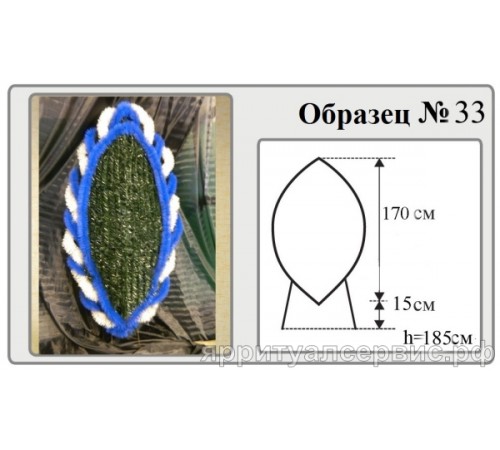 Образец № 33
170 см
15см
h=185см
ярритуалсервис.рф